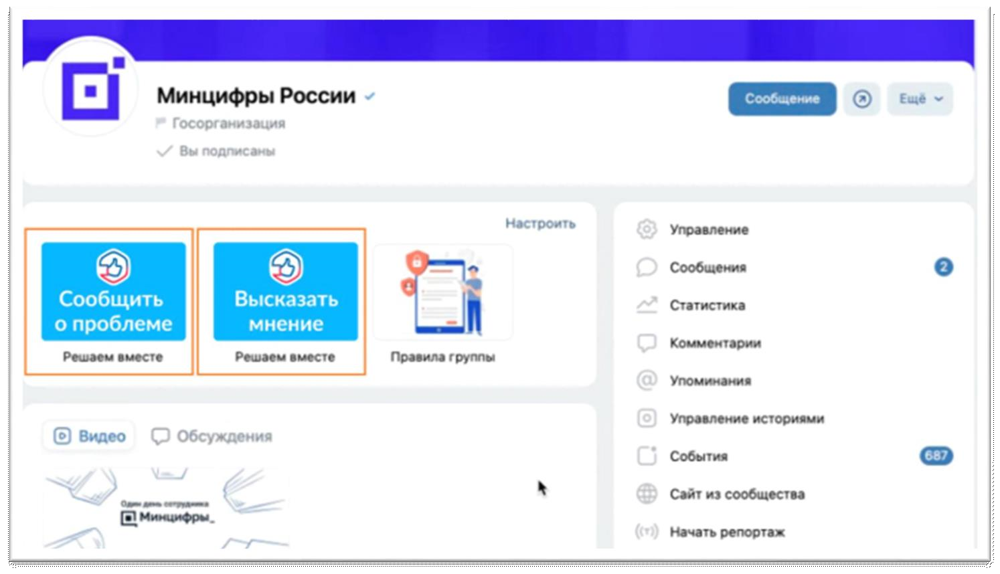 Минцифры России
Госорганизация
Вы подписаны
Сообщение
Ещё
Настроить
Сообщить
о проблеме
Решаем вместе
Высказать
мнение
Решаем вместе
Правила группы
Видео
Обсуждения
Один день сотрудника
Минцифры_
Управление
Сообщения
2
Статистика
Комментарии
Упоминания
Управление историями
События
687
Сайт из сообщества
Начать репортаж